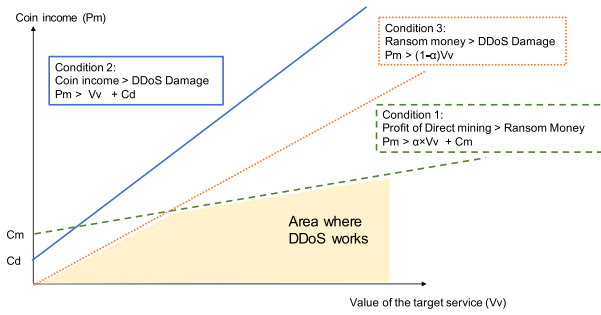 Coin income (Pm)
Condition 3:
Ransom money > DDoS Damage
Pm > (1-α)Vv
Condition 2:
Coin income > DDoS Damage
Pm > Vv + Cd
Condition 1:
Profit of Direct mining > Ransom Money
Pm > α×Vv + Cm
Area where
DDoS works
Cm
Cd
Value of the target service (Vv)